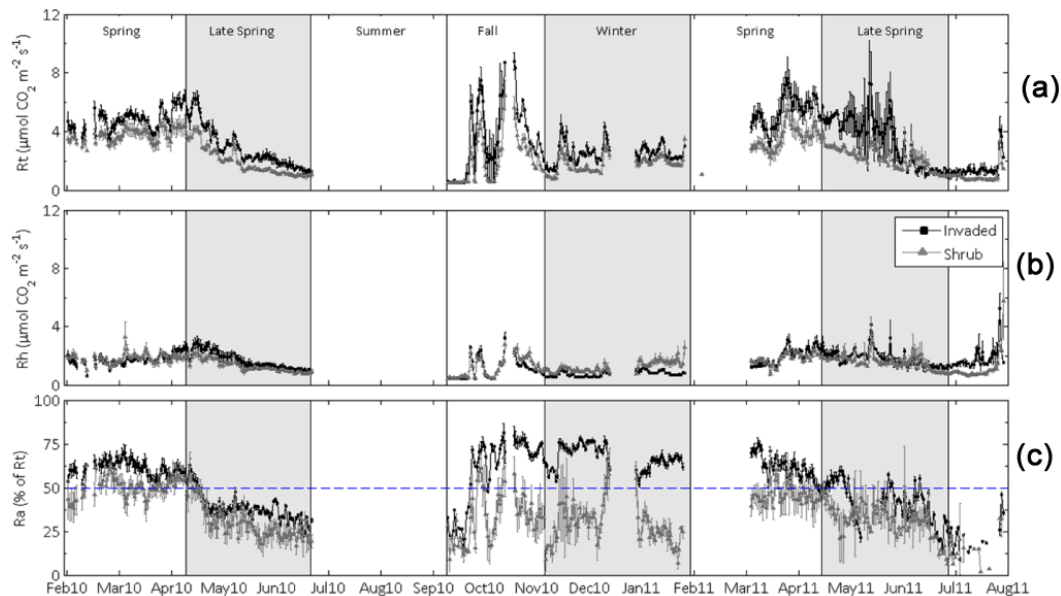 12
8
4
0
Rt (µmol CO2 m-2 s-1)
Spring
Late Spring
Summer
Fall
Winter
Spring
Late Spring
(a)
12
8
4
0
Rh (µmol CO2 m-2 s-1)
Invaded
Shrub
(b)
100
75
50
25
0
Ra (% of Rt)
(c)
Feb10 Mar10 Apr10 May10 Jun10 Jul10 Aug10 Sep10 Oct10 Nov10 Dec10 Jan11 Feb11 Mar11 Apr11 May11 Jun11 Jul11 Aug11